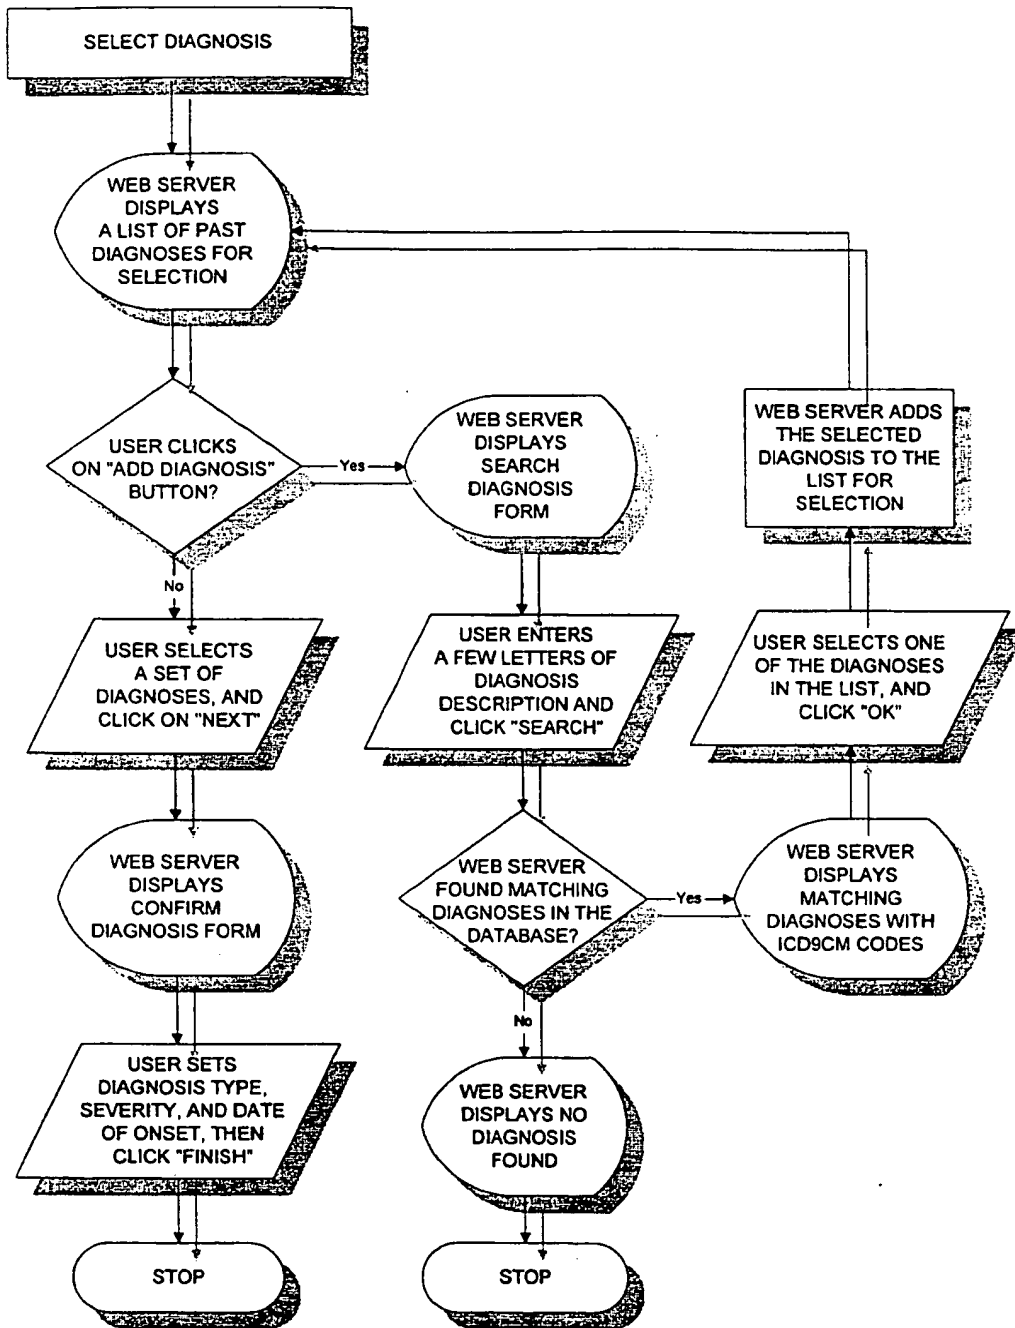 SELECT DIAGNOSIS
WEB SERVER
DISPLAYS
A LIST OF PAST
DIAGNOSES FOR
SELECTION
USER CLICKS
ON "ADD DIAGNOSIS"
BUTTON?
Yes
No
WEB SERVER
DISPLAYS
SEARCH
DIAGNOSIS
FORM
WEB SERVER ADDS
THE SELECTED
DIAGNOSIS TO THE
LIST FOR
SELECTION
USER SELECTS
A SET OF
DIAGNOSES, AND
CLICK ON "NEXT"
USER ENTERS
A FEW LETTERS OF
DIAGNOSIS
DESCRIPTION AND
CLICK "SEARCH"
USER SELECTS ONE
OF THE DIAGNOSES
IN THE LIST, AND
CLICK "OK"
WEB SERVER
DISPLAYS
CONFIRM
DIAGNOSIS FORM
WEB SERVER
FOUND MATCHING
DIAGNOSES IN THE
DATABASE?
Yes
No
WEB SERVER
DISPLAYS
MATCHING
DIAGNOSES WITH
ICD9CM CODES
USER SETS
DIAGNOSIS TYPE,
SEVERITY, AND DATE
OF ONSET, THEN
CLICK "FINISH"
WEB SERVER
DISPLAYS NO
DIAGNOSIS
FOUND
STOP
STOP